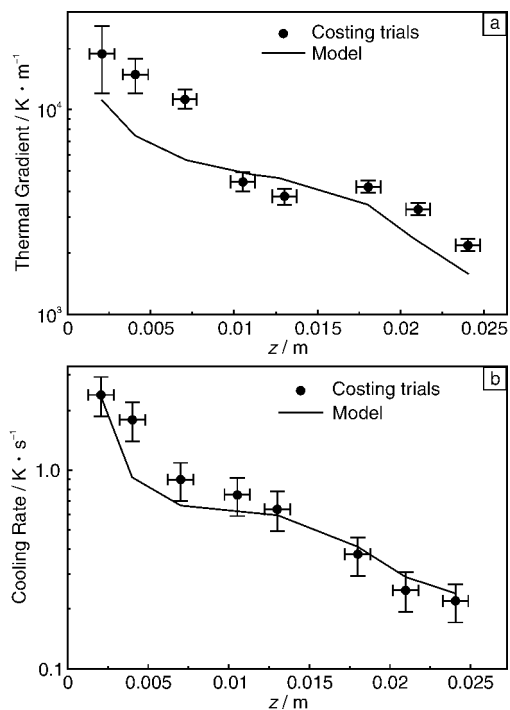 a
Costing trials
Model
Thermal Gradient / K · m⁻¹
10⁴
10³
0 0.005 0.01 0.015 0.02 0.025
z / m
b
Costing trials
Model
Cooling Rate / K · s⁻¹
1.0
0.1
0 0.005 0.01 0.015 0.02 0.025
z / m